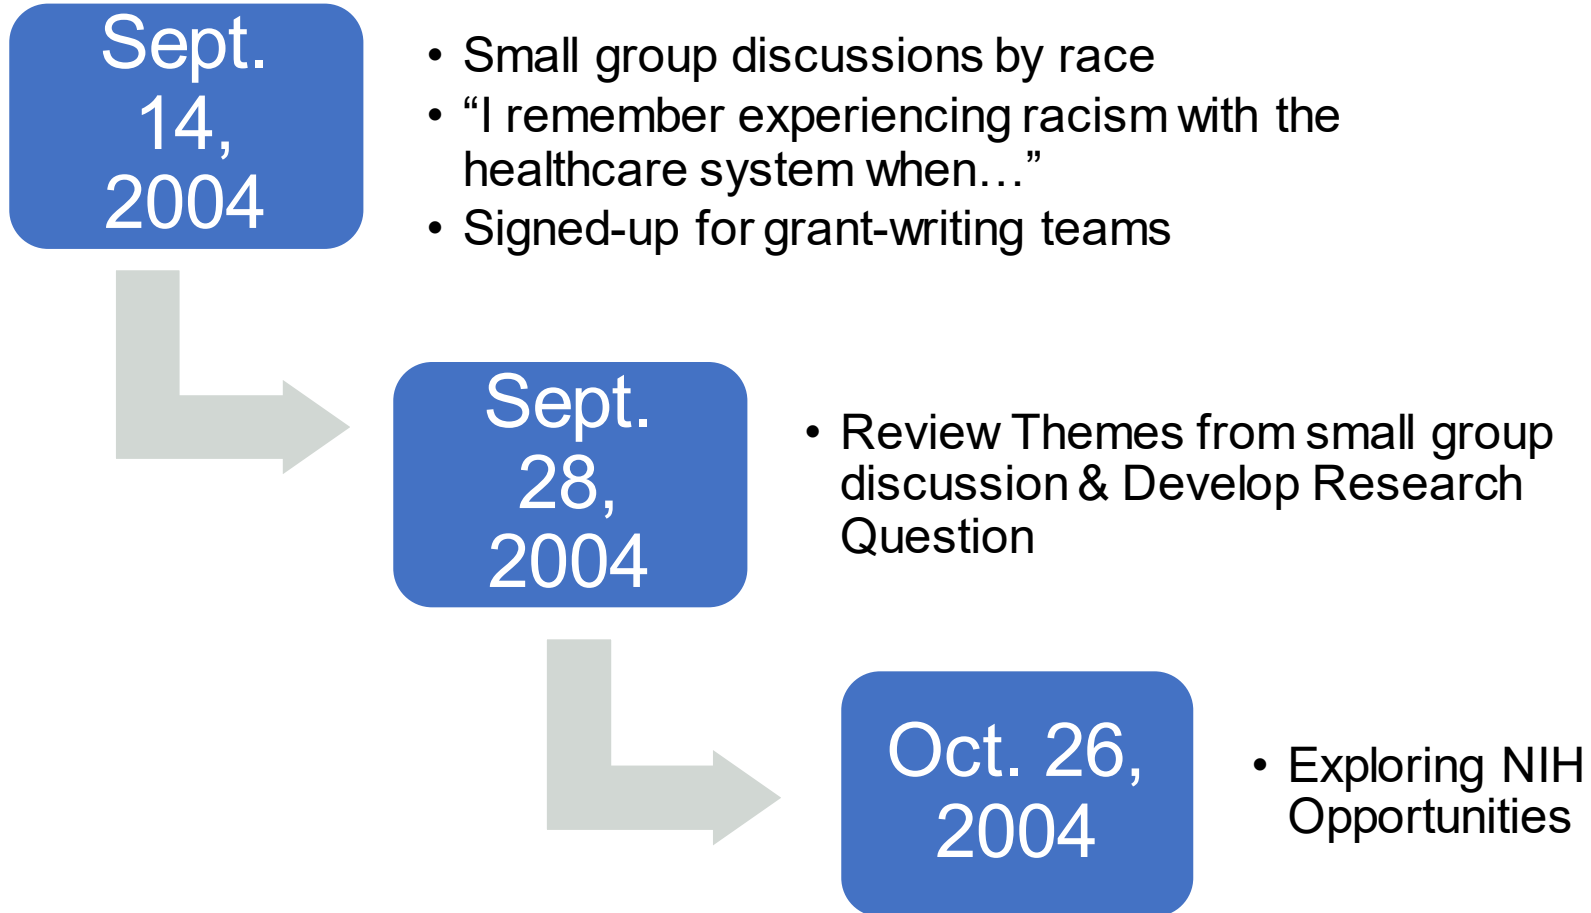 Sept.
14,
2004
• Small group discussions by race
• “I remember experiencing racism with the
healthcare system when…”
• Signed-up for grant-writing teams
Sept.
28,
2004
• Review Themes from small group
discussion & Develop Research
Question
Oct. 26,
2004
• Exploring NIH
Opportunities